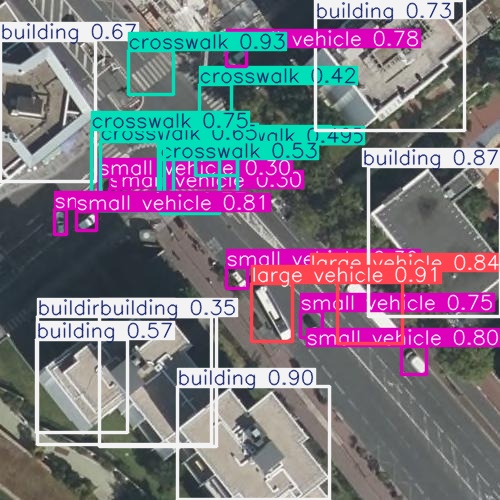 building 0.73
building 0.67
vehicle 0.78
crosswalk 0.93
crosswalk 0.42
crosswalk 0.75
crosswalk 0.65
crosswalk 0.53
building 0.87
small vehicle 0.30
small vehicle 0.81
large vehicle 0.84
large vehicle 0.91
small vehicle 0.75
building 0.35
building 0.57
small vehicle 0.80
building 0.90